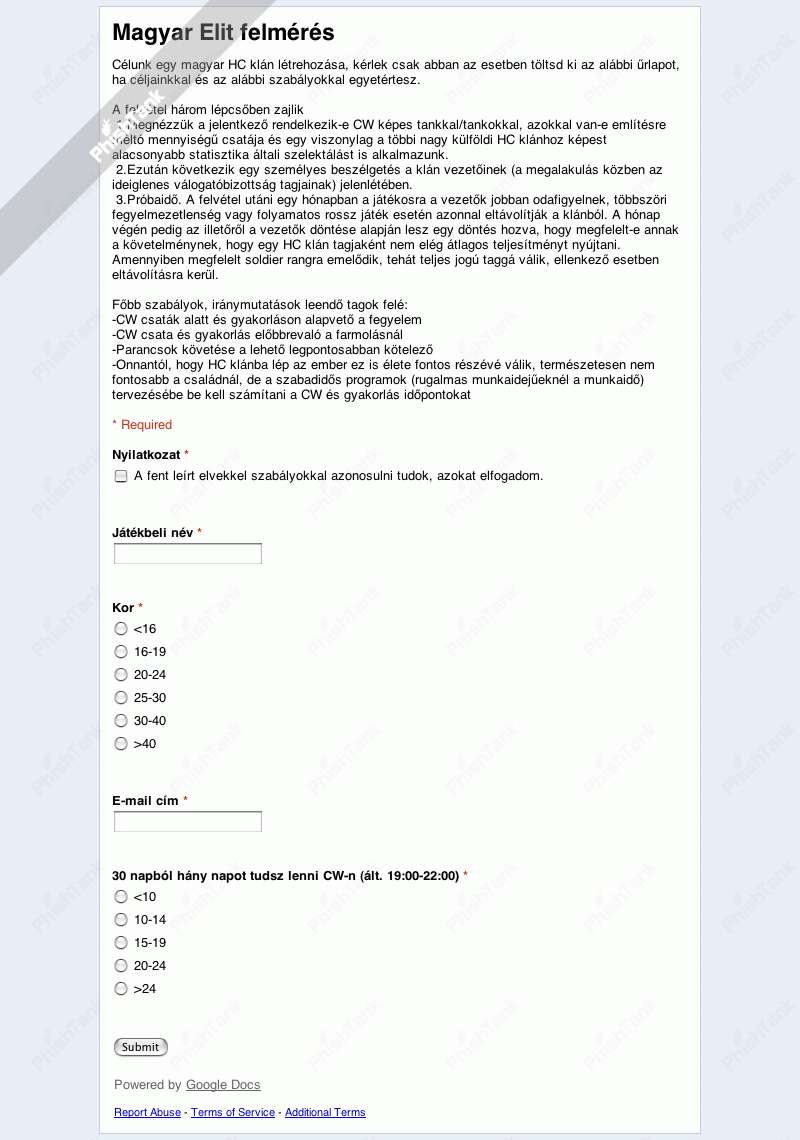 Magyar Elit felmérés
Célunk egy magyar HC klán létrehozása, kérlek csak abban az esetben töltsd ki az alábbi űrlapot,
ha céljainkkal és az alábbi szabályokkal egyetértesz.
A felvétel három lépcsőben zajlik
1.Megnézzük a jelentkező rendelkezik-e CW képes tankkal/tankokkal, azokkal van-e említésre
méltó mennyiségű csatája és egy viszonylag a többi nagy külföldi HC klánhoz képest
alacsonyabb statisztika általi szelektálást is alkalmazunk.
2.Ezután következik egy személyes beszélgetés a klán vezetőinek (a megalakulás közben az
ideiglenes válogatóbizottság tagjainak) jelenlétében.
3.Próbaidő. A felvétel utáni egy hónapban a játékosra a vezetők jobban odafigyelnek, többszöri
fegyelmezetlenség vagy folyamatos rossz játék esetén azonnal eltávolítják a klánból. A hónap
végén pedig az illetőről a vezetők döntése alapján lesz egy döntés hozva, hogy megfelelt-e annak
a követelménynek, hogy egy HC klán tagjaként nem elég átlagos teljesítményt nyújtani.
Amennyiben megfelelt soldier rangra emelődik, tehát teljes jogú taggá válik, ellenkező esetben
eltávolításra kerül.
Főbb szabályok, iránymutatások leendő tagok felé:
-CW csaták alatt és gyakorláson alapvető a fegyelem
-CW csata és gyakorlás előbbrevaló a farmolásnál
-Parancsok követése a lehető legpontosabban kötelező
-Onnantól, hogy HC klánba lép az ember ez is élete fontos részévé válik, természetesen nem
fontosabb a családnál, de a szabadidős programok (rugalmas munkaidejűeknél a munkaidő)
tervezésébe be kell számítani a CW és gyakorlás időpontokat
* Required
Nyilatkozat *
A fent leírt elvekkel szabályokkal azonosulni tudok, azokat elfogadom.
Játékbeli név *
Kor *
<16
16-19
20-24
25-30
30-40
>40
E-mail cím *
30 napból hány napot tudsz lenni CW-n (ált. 19:00-22:00) *
<10
10-14
15-19
20-24
>24
Submit
Powered by Google Docs
Report Abuse - Terms of Service - Additional Terms
PhishTank